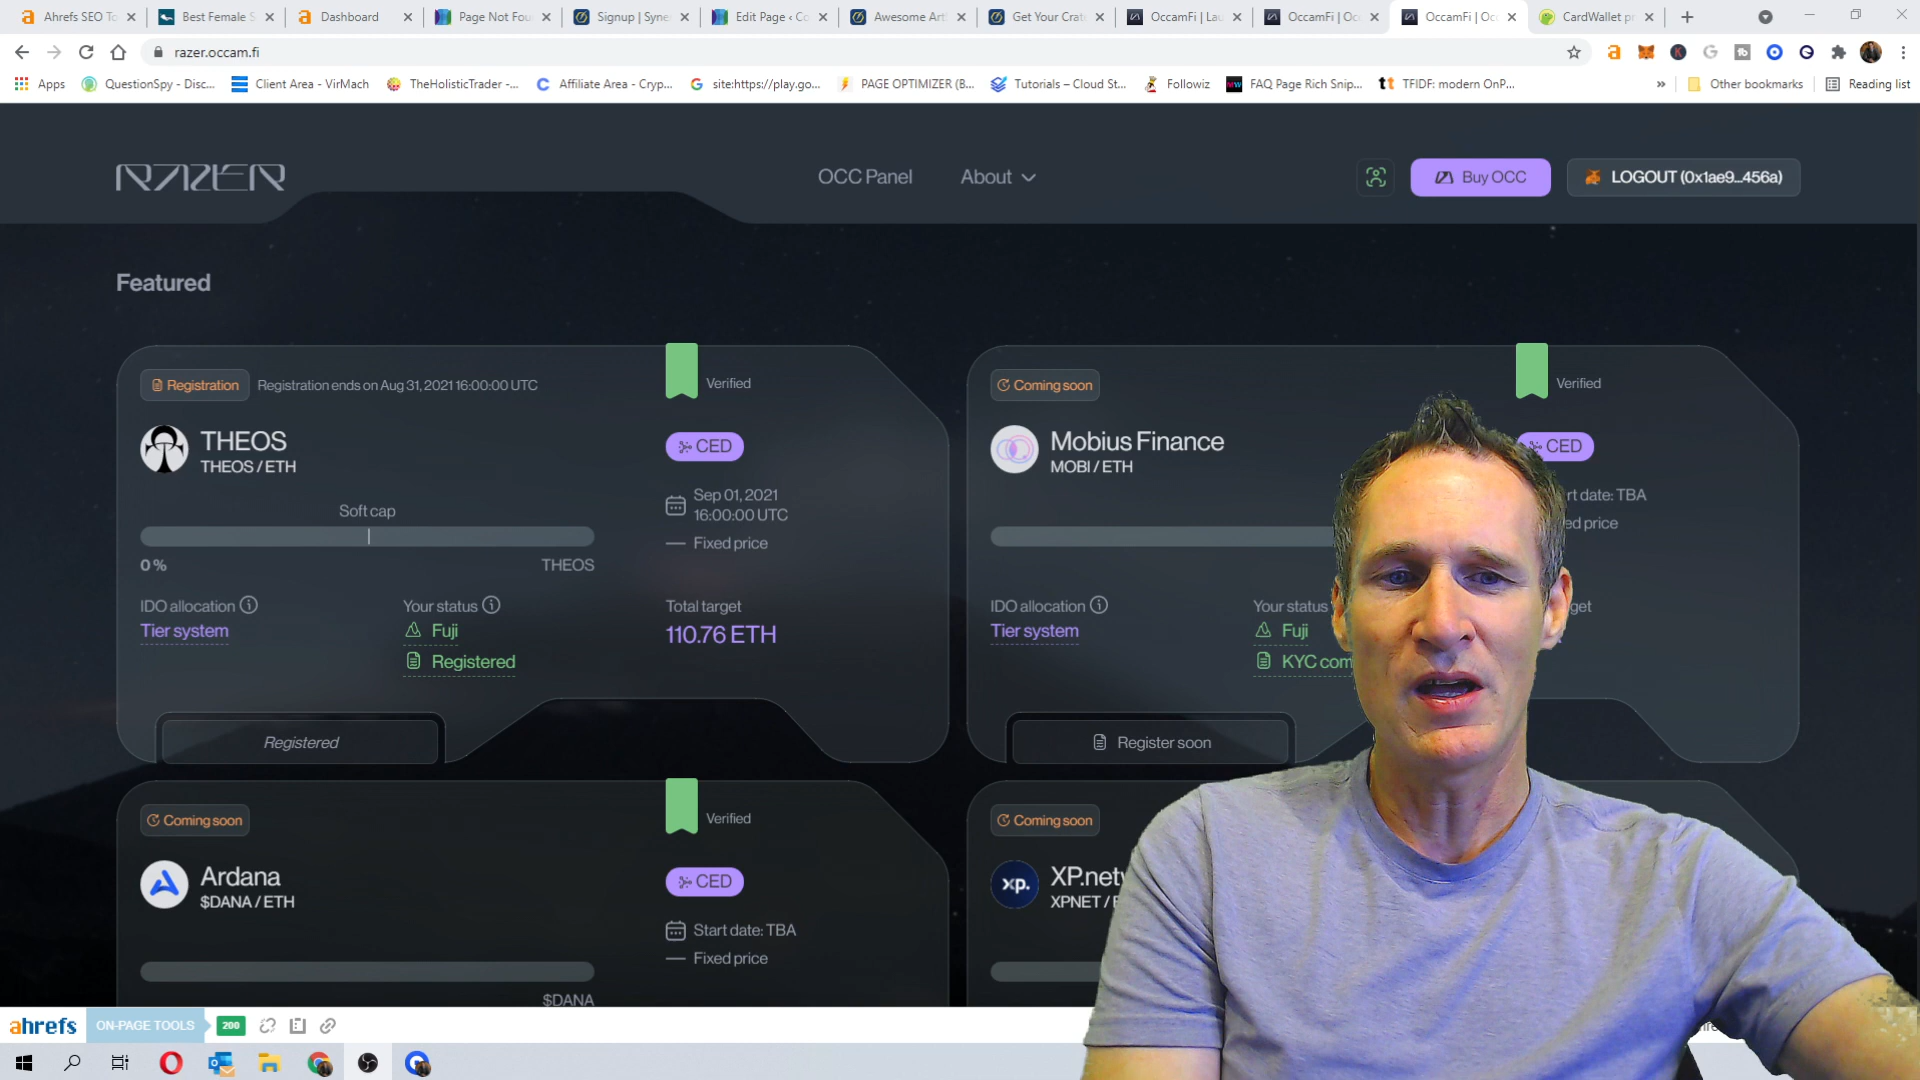 Ahrefs SEO To
Best Female S
Dashboard
Page Not Fou
Signup | Syne
Edit Page ‹ Co
Awesome Art
Get Your Crat
OccamFi | Lau
OccamFi | Occ
OccamFi | Occ
CardWallet pr
razer.occam.fi
Apps
QuestionSpy - Disc...
Client Area - VirMach
TheHolisticTrader -...
Affiliate Area - Cryp...
site:https://play.go...
PAGE OPTIMIZER (B...
Tutorials – Cloud St...
Followiz
FAQ Page Rich Snip...
TFIDF: modern OnP...
»
Other bookmarks
Reading list
RAZER
OCC Panel
About
Buy OCC
LOGOUT (0x1ae9...456a)
Featured
Registration
Registration ends on Aug 31, 2021 16:00:00 UTC
Verified
THEOS
THEOS / ETH
CED
Soft cap
Sep 01, 2021
16:00:00 UTC
Fixed price
0 %
THEOS
IDO allocation
Your status
Total target
Tier system
Fuji
Registered
110.76 ETH
Registered
Coming soon
Verified
Mobius Finance
MOBI / ETH
CED
rt date: TBA
ed price
IDO allocation
Your status
get
Tier system
Fuji
KYC com
Register soon
Coming soon
Verified
Ardana
$DANA / ETH
CED
Start date: TBA
Fixed price
$DANA
Coming soon
xp.
XP.netw
XPNET / E
ahrefs
ON-PAGE TOOLS
200